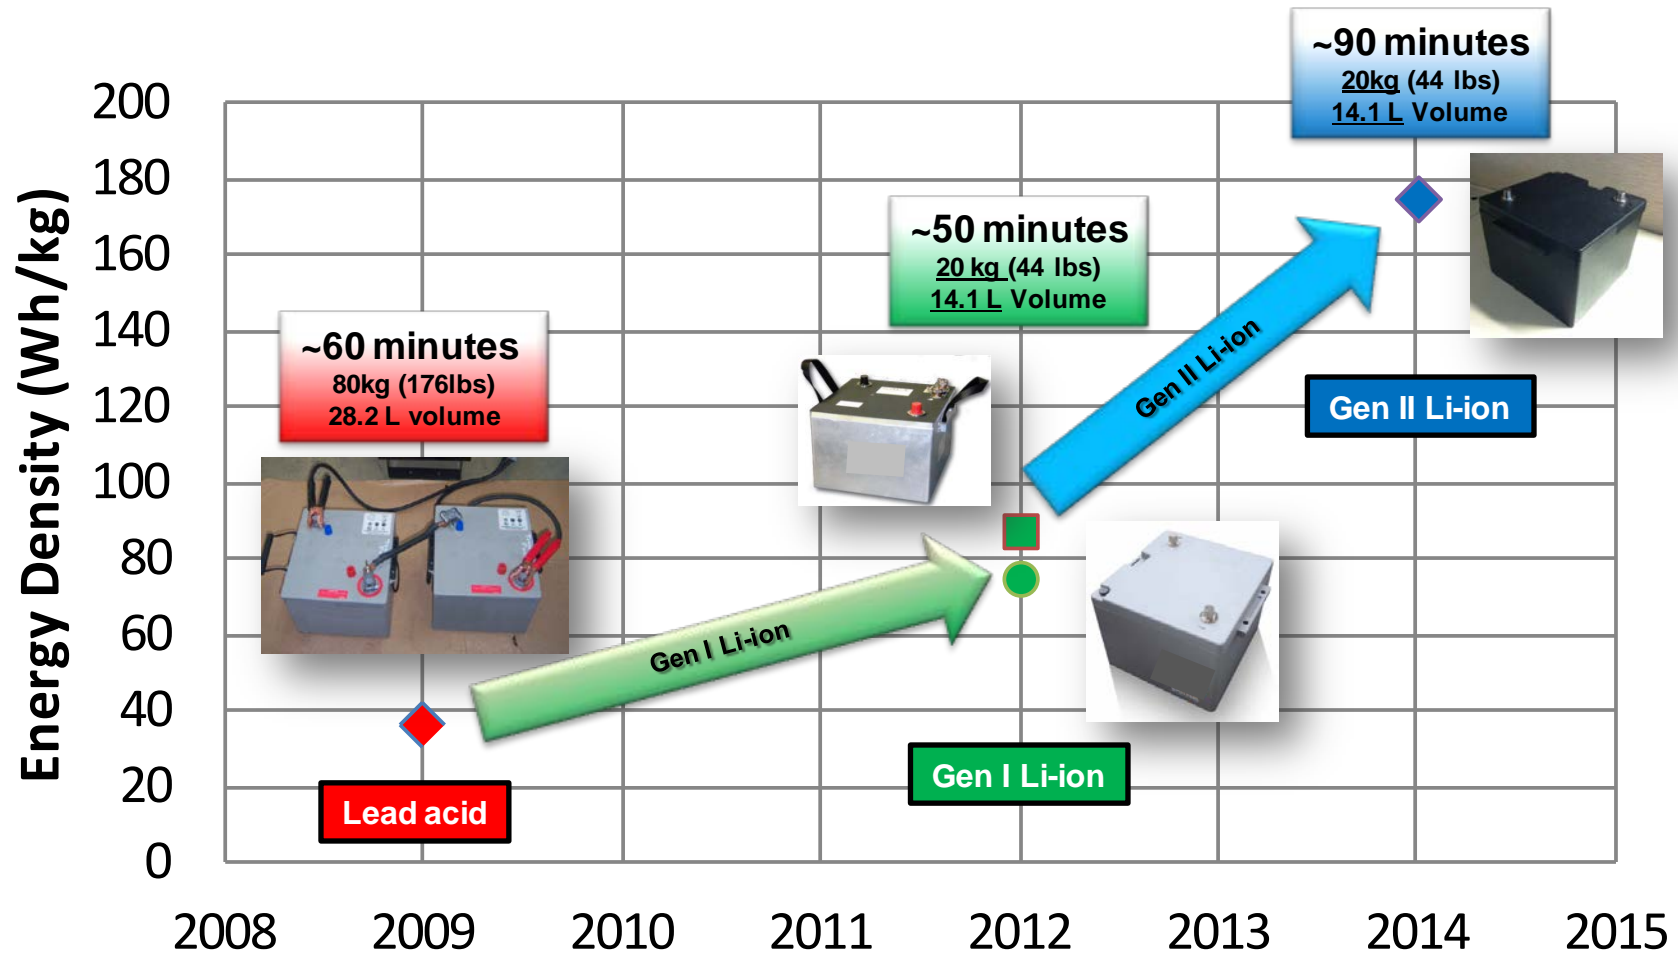 ~90 minutes
20kg (44 lbs)
14.1 L Volume
~50 minutes
20 kg (44 lbs)
14.1 L Volume
~60 minutes
80kg (176lbs)
28.2 L volume
Energy Density (Wh/kg)
200
180
160
140
120
100
80
60
40
20
0
Gen II Li-ion
Gen II Li-ion
Gen I Li-ion
Gen I Li-ion
Lead acid
2008 2009 2010 2011 2012 2013 2014 2015